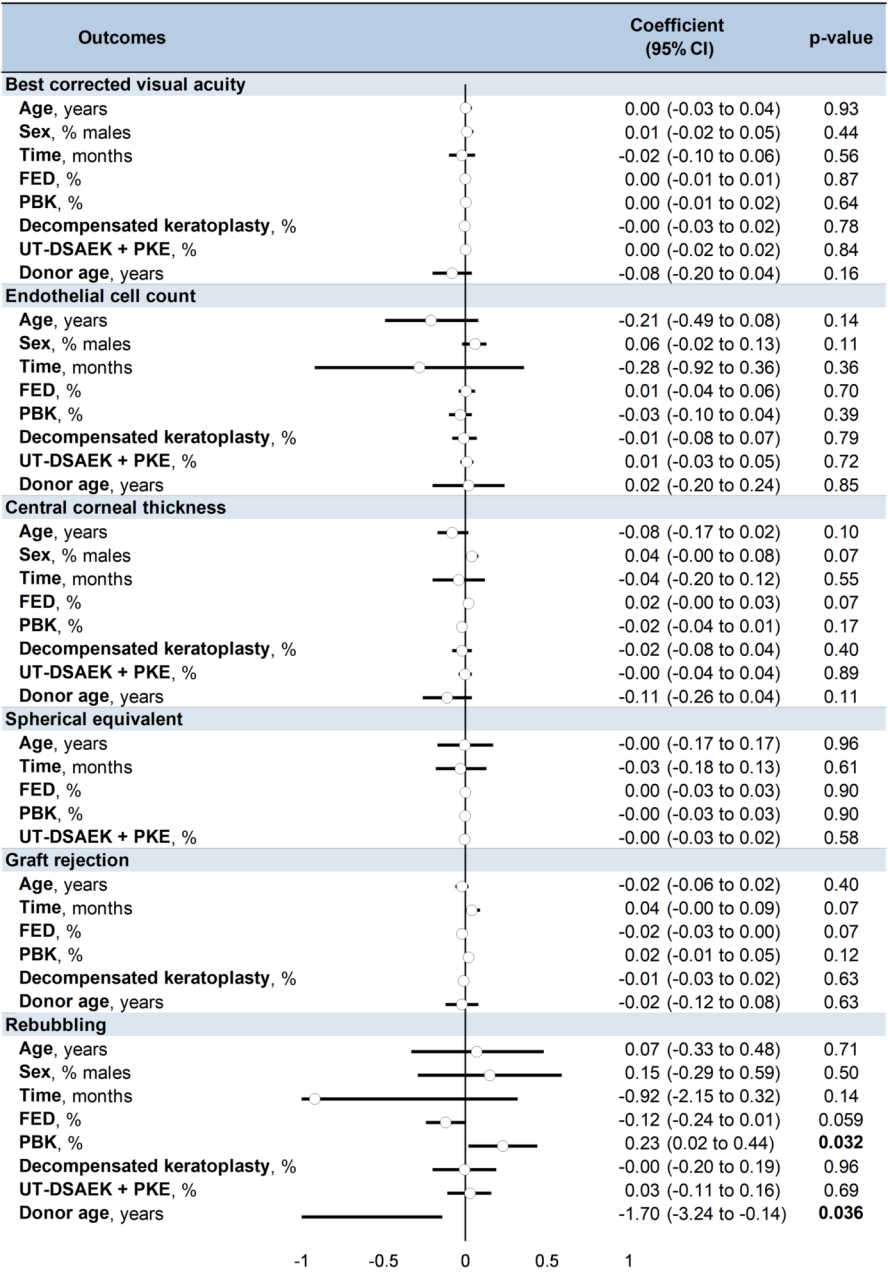 Outcomes Coefficient (95% CI) p-value
Best corrected visual acuity
Age, years 0.00 (-0.03 to 0.04) 0.93
Sex, % males 0.01 (-0.02 to 0.05) 0.44
Time, months -0.02 (-0.10 to 0.06) 0.56
FED, % 0.00 (-0.01 to 0.01) 0.87
PBK, % 0.00 (-0.01 to 0.02) 0.64
Decompensated keratoplasty, % -0.00 (-0.03 to 0.02) 0.78
UT-DSAEK + PKE, % 0.00 (-0.02 to 0.02) 0.84
Donor age, years -0.08 (-0.20 to 0.04) 0.16
Endothelial cell count
Age, years -0.21 (-0.49 to 0.08) 0.14
Sex, % males 0.06 (-0.02 to 0.13) 0.11
Time, months -0.28 (-0.92 to 0.36) 0.36
FED, % 0.01 (-0.04 to 0.06) 0.70
PBK, % -0.03 (-0.10 to 0.04) 0.39
Decompensated keratoplasty, % -0.01 (-0.08 to 0.07) 0.79
UT-DSAEK + PKE, % 0.01 (-0.03 to 0.05) 0.72
Donor age, years 0.02 (-0.20 to 0.24) 0.85
Central corneal thickness
Age, years -0.08 (-0.17 to 0.02) 0.10
Sex, % males 0.04 (-0.00 to 0.08) 0.07
Time, months -0.04 (-0.20 to 0.12) 0.55
FED, % 0.02 (-0.00 to 0.03) 0.07
PBK, % -0.02 (-0.04 to 0.01) 0.17
Decompensated keratoplasty, % -0.02 (-0.08 to 0.04) 0.40
UT-DSAEK + PKE, % -0.00 (-0.04 to 0.04) 0.89
Donor age, years -0.11 (-0.26 to 0.04) 0.11
Spherical equivalent
Age, years -0.00 (-0.17 to 0.17) 0.96
Time, months -0.03 (-0.18 to 0.13) 0.61
FED, % 0.00 (-0.03 to 0.03) 0.90
PBK, % -0.00 (-0.03 to 0.03) 0.90
UT-DSAEK + PKE, % -0.00 (-0.03 to 0.02) 0.58
Graft rejection
Age, years -0.02 (-0.06 to 0.02) 0.40
Time, months 0.04 (-0.00 to 0.09) 0.07
FED, % -0.02 (-0.03 to 0.00) 0.07
PBK, % 0.02 (-0.01 to 0.05) 0.12
Decompensated keratoplasty, % -0.01 (-0.03 to 0.02) 0.63
Donor age, years -0.02 (-0.12 to 0.08) 0.63
Rebubbling
Age, years 0.07 (-0.33 to 0.48) 0.71
Sex, % males 0.15 (-0.29 to 0.59) 0.50
Time, months -0.92 (-2.15 to 0.32) 0.14
FED, % -0.12 (-0.24 to 0.01) 0.059
PBK, % 0.23 (0.02 to 0.44) 0.032
Decompensated keratoplasty, % -0.00 (-0.20 to 0.19) 0.96
UT-DSAEK + PKE, % 0.03 (-0.11 to 0.16) 0.69
Donor age, years -1.70 (-3.24 to -0.14) 0.036
-1 -0.5 0 0.5 1